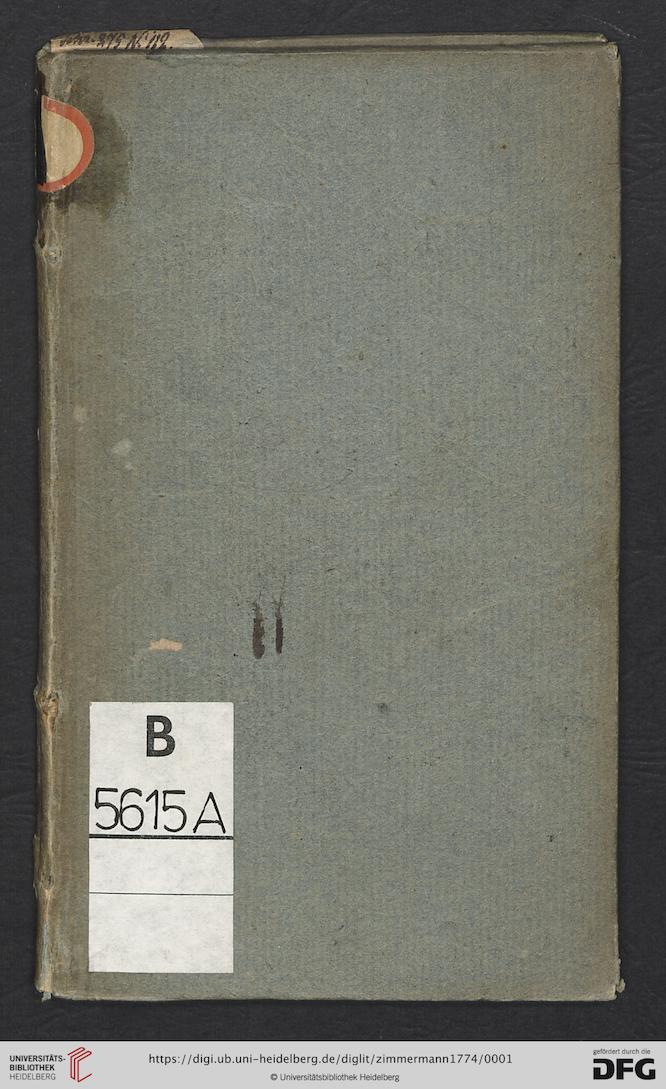 B
5615 A
UNIVERSITÄTS-
BIBLIOTHEK
HEIDELBERG
https://digi.ub.uni-heidelberg.de/diglit/zimmermann1774/0001
© Universitätsbibliothek Heidelberg
gefördert durch die
DFG